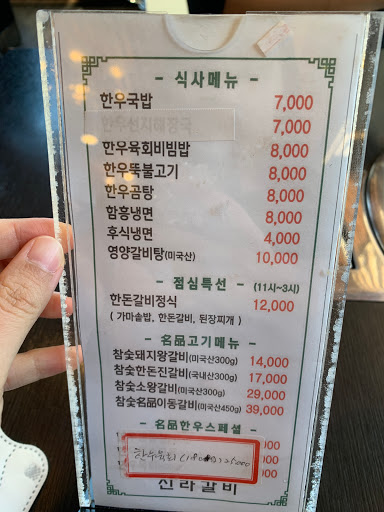 - 식사메뉴 -
한우국밥 7,000
한우선지해장국 7,000
한우육회비빔밥 8,000
한우뚝불고기 8,000
한우곰탕 8,000
함흥냉면 8,000
후식냉면 4,000
영양갈비탕(미국산) 10,000
- 점심특선 - (11시~3시)
한돈갈비정식 12,000
( 가마솥밥, 한돈갈비, 된장찌개 )
- 名品고기메뉴 -
참숯돼지왕갈비(미국산300g) 14,000
참숯한돈진갈비(국내산300g) 17,000
참숯소왕갈비(미국산300g) 29,000
참숯名品이동갈비(미국산450g) 39,000
- 名品한우스페셜 -
한우육회
신라갈비